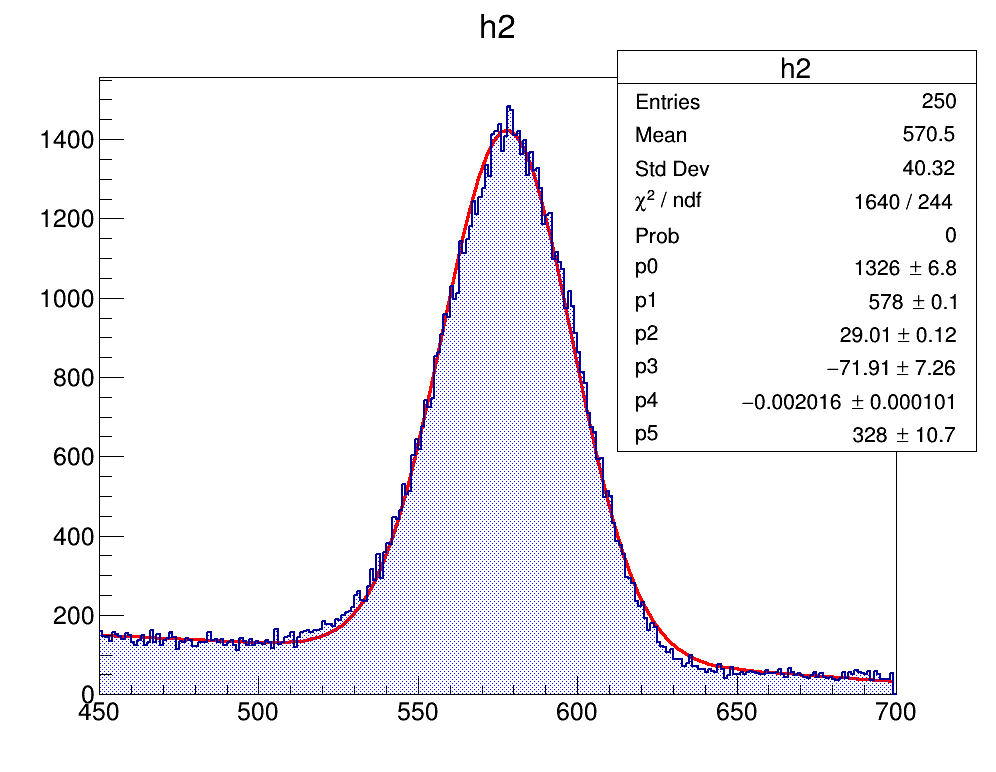 h2
h2
Entries 250
Mean 570.5
Std Dev 40.32
χ² / ndf 1640 / 244
Prob 0
p0 1326 ± 6.8
p1 578 ± 0.1
p2 29.01 ± 0.12
p3 −71.91 ± 7.26
p4 −0.002016 ± 0.000101
p5 328 ± 10.7
1400
1200
1000
800
600
400
200
0
450 500 550 600 650 700